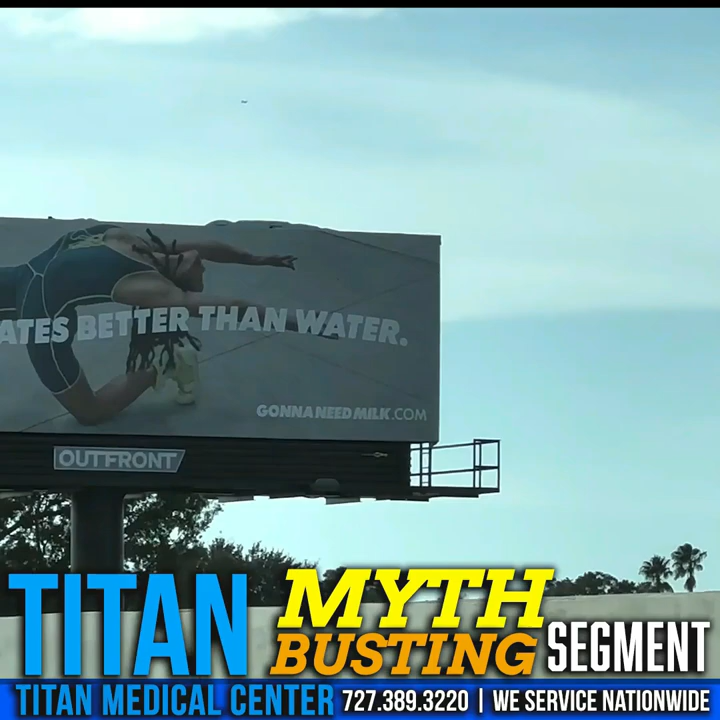 ATES BETTER THAN WATER.
GONNANEEDMILK.COM
OUTFRONT
TITAN MYTH BUSTING SEGMENT
TITAN MEDICAL CENTER 727.389.3220 | WE SERVICE NATIONWIDE